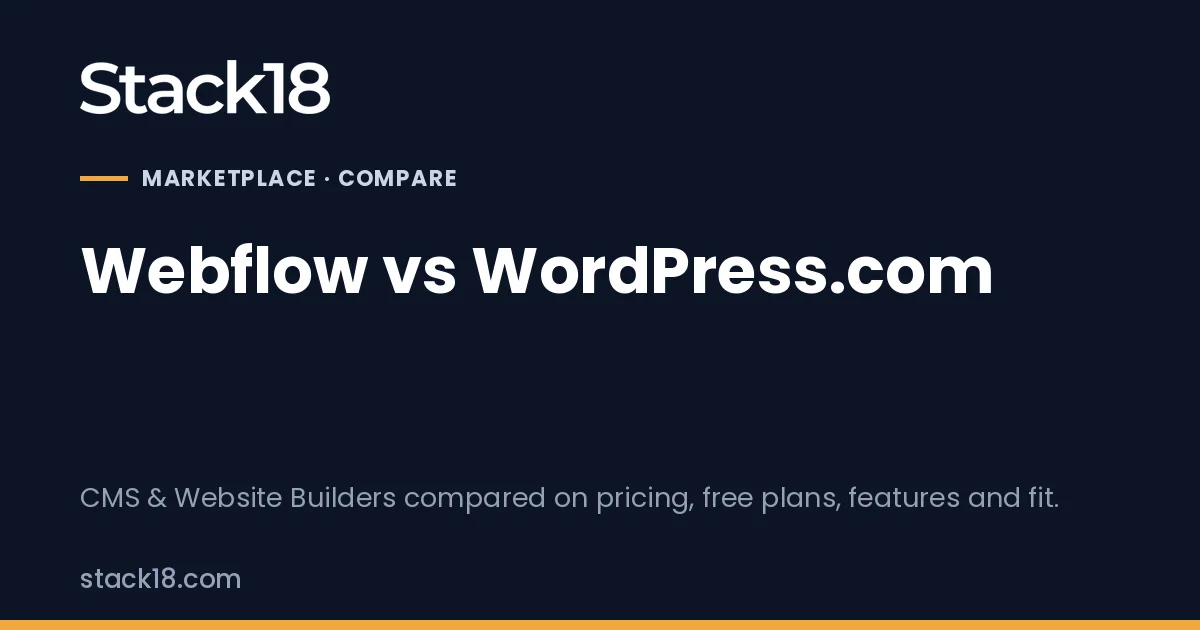 Stack18
MARKETPLACE · COMPARE
Webflow vs WordPress.com
CMS & Website Builders compared on pricing, free plans, features and fit.
stack18.com